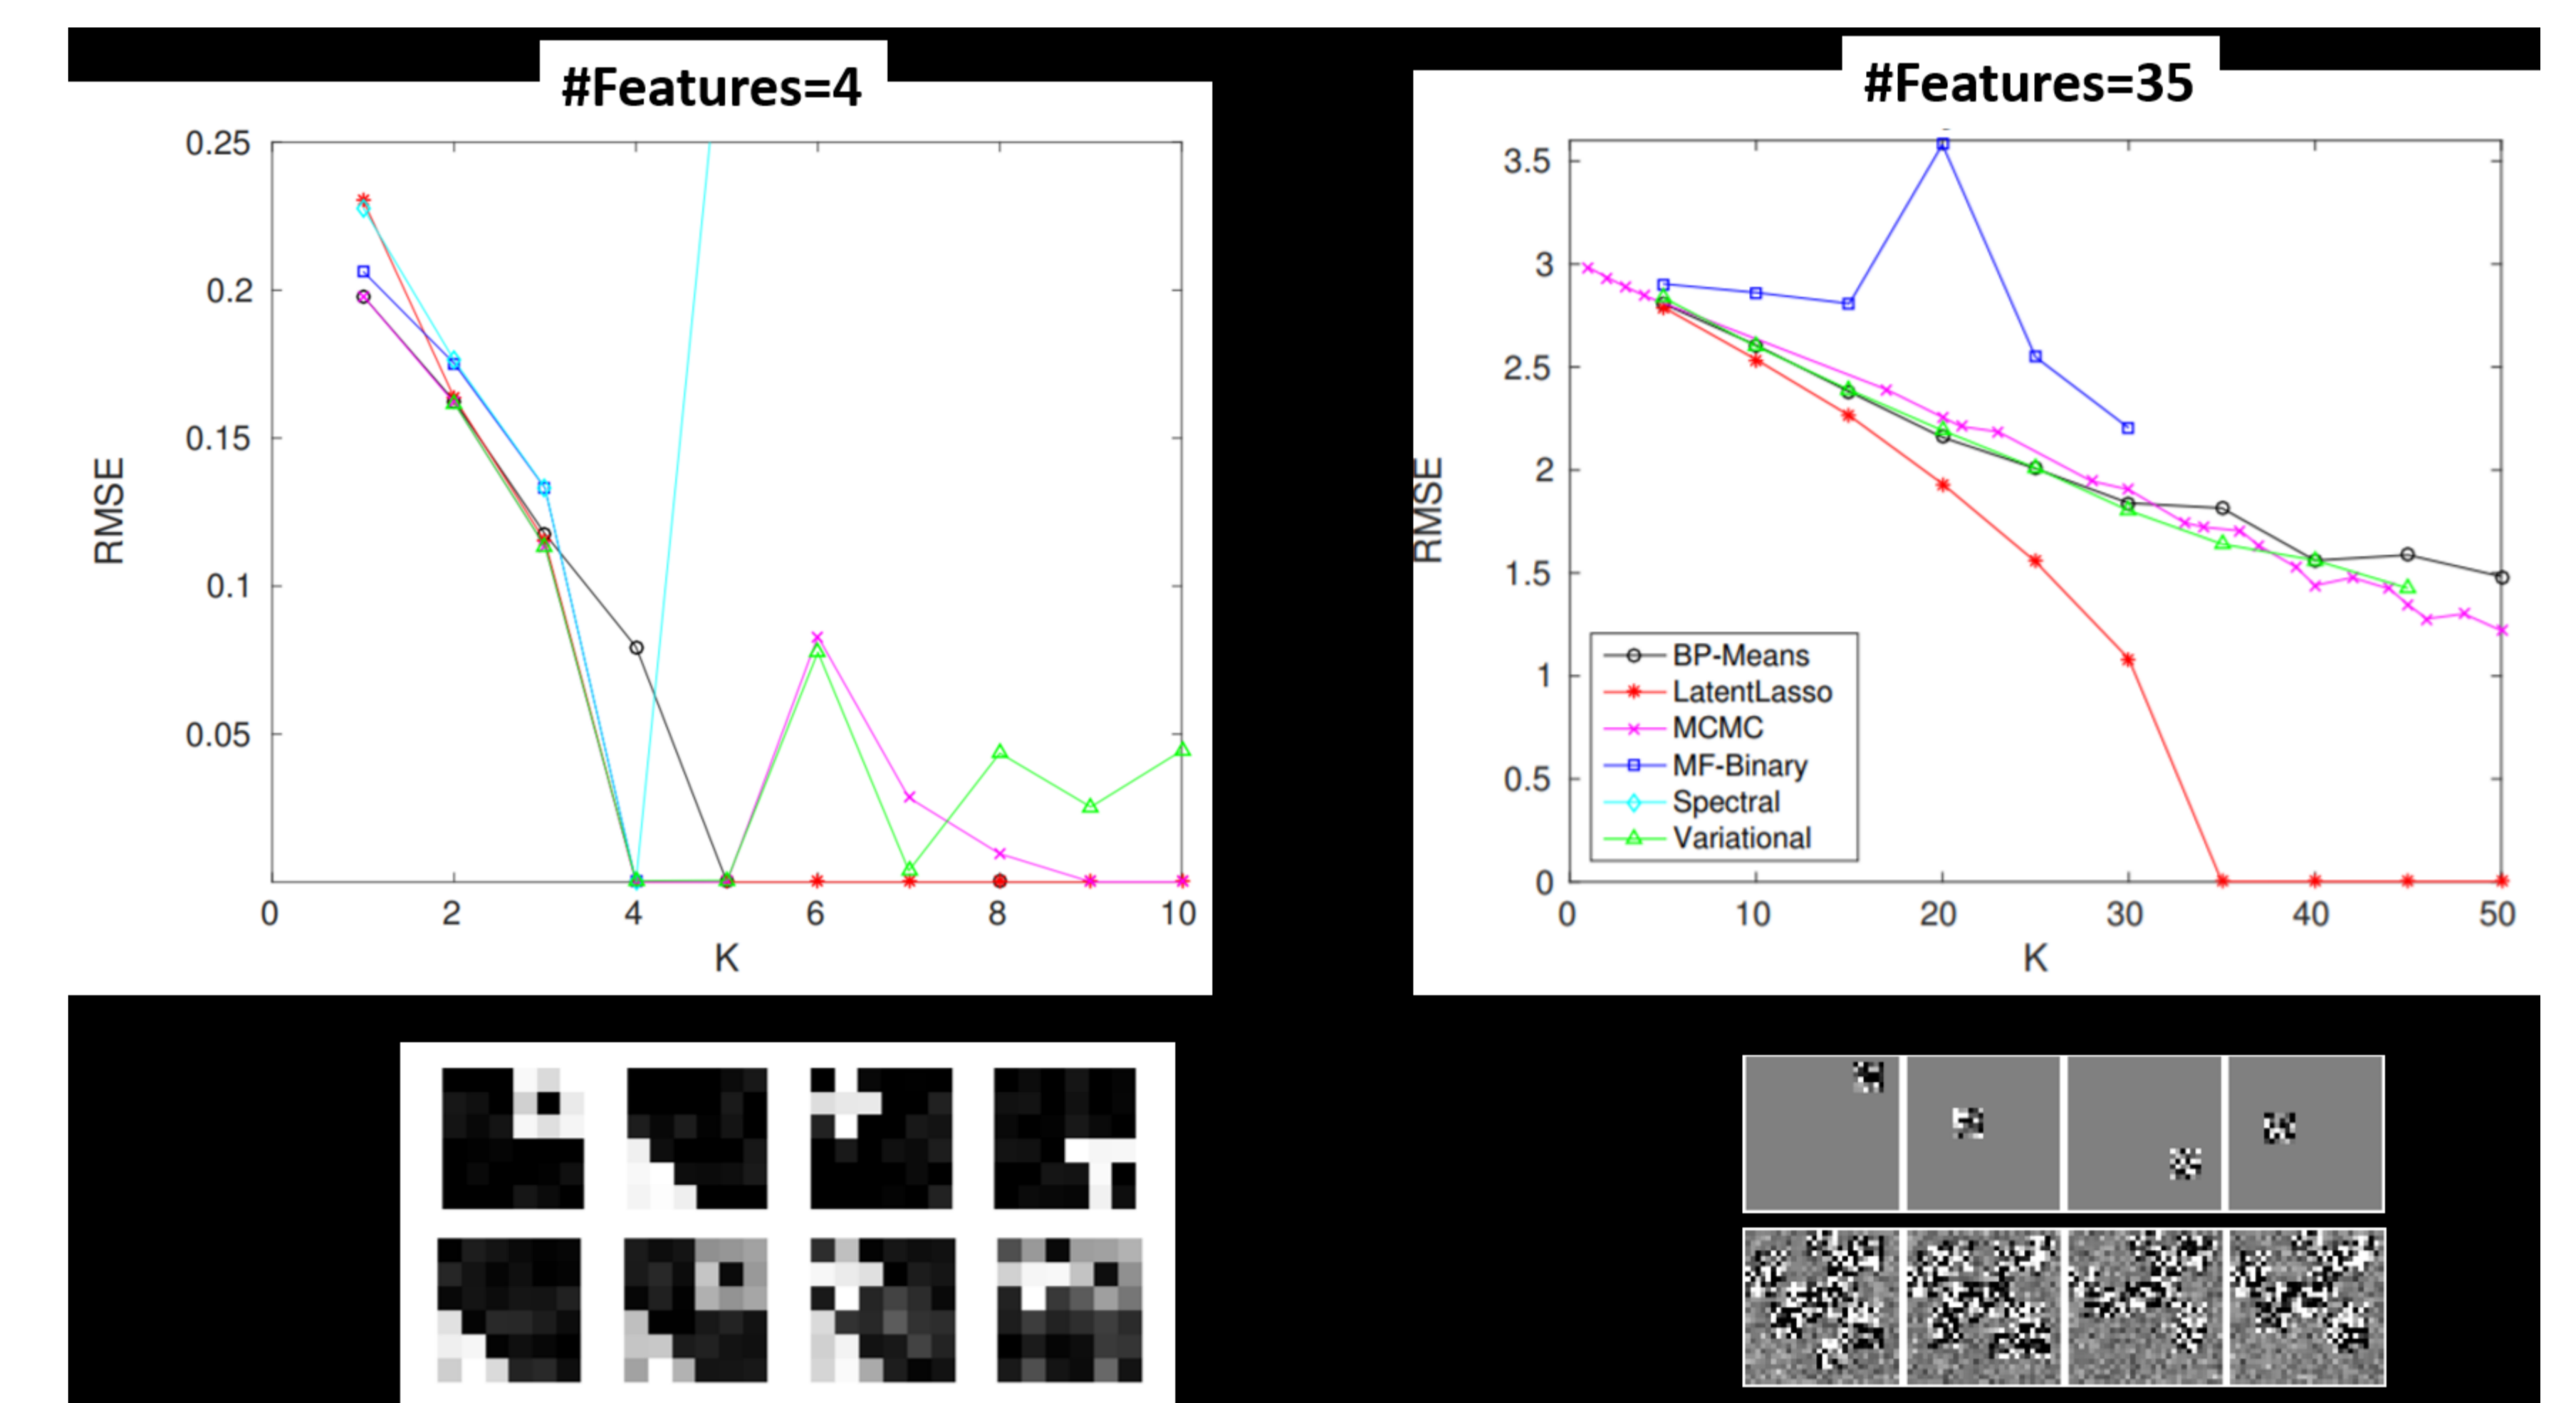 #Features=4
0.25
0.2
0.15
0.1
0.05
RMSE
0 2 4 6 8 10
K
#Features=35
3.5
3
2.5
2
1.5
1
0.5
0
RMSE
BP-Means
LatentLasso
MCMC
MF-Binary
Spectral
Variational
0 10 20 30 40 50
K